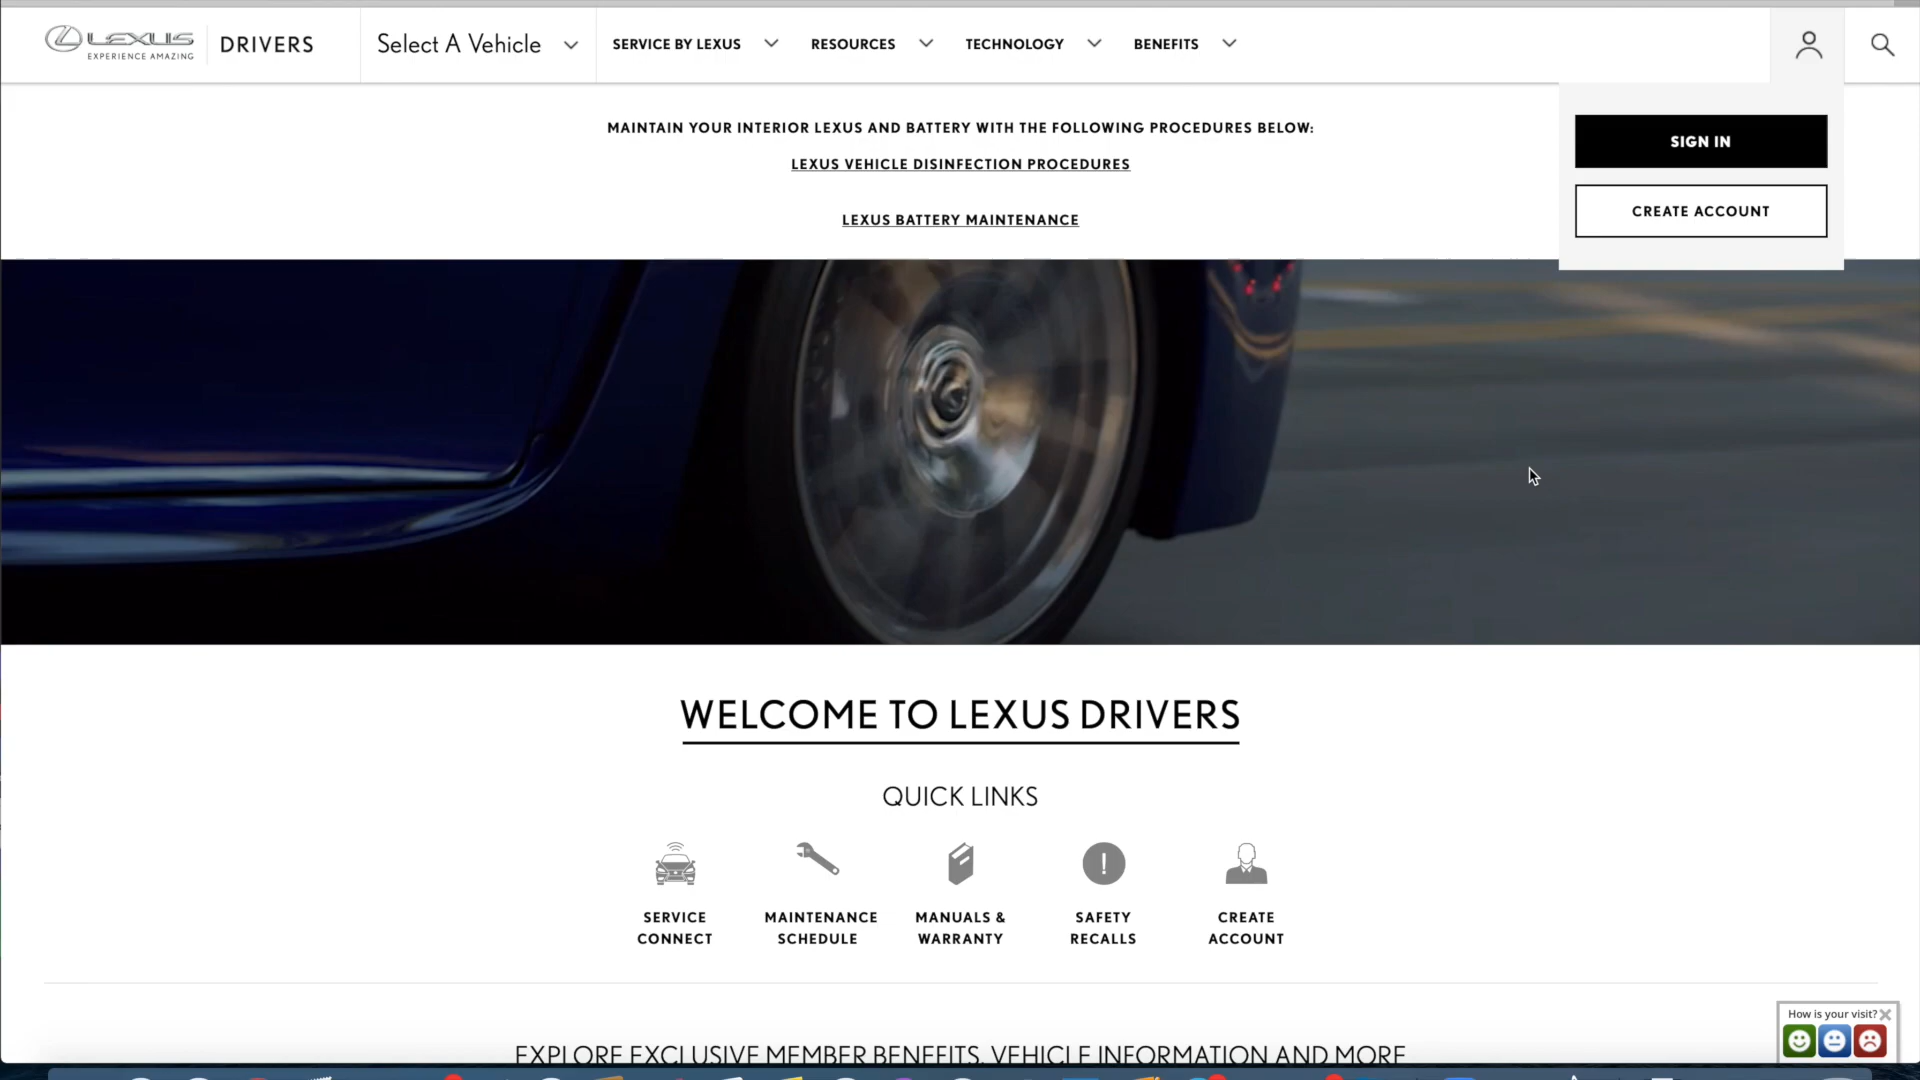 LEXUS
EXPERIENCE AMAZING
DRIVERS
Select A Vehicle
SERVICE BY LEXUS
RESOURCES
TECHNOLOGY
BENEFITS
MAINTAIN YOUR INTERIOR LEXUS AND BATTERY WITH THE FOLLOWING PROCEDURES BELOW:
LEXUS VEHICLE DISINFECTION PROCEDURES
LEXUS BATTERY MAINTENANCE
SIGN IN
CREATE ACCOUNT
WELCOME TO LEXUS DRIVERS
QUICK LINKS
SERVICE
CONNECT
MAINTENANCE
SCHEDULE
MANUALS &
WARRANTY
SAFETY
RECALLS
CREATE
ACCOUNT
How is your visit?
EXPLORE EXCLUSIVE MEMBER BENEFITS, VEHICLE INFORMATION AND MORE